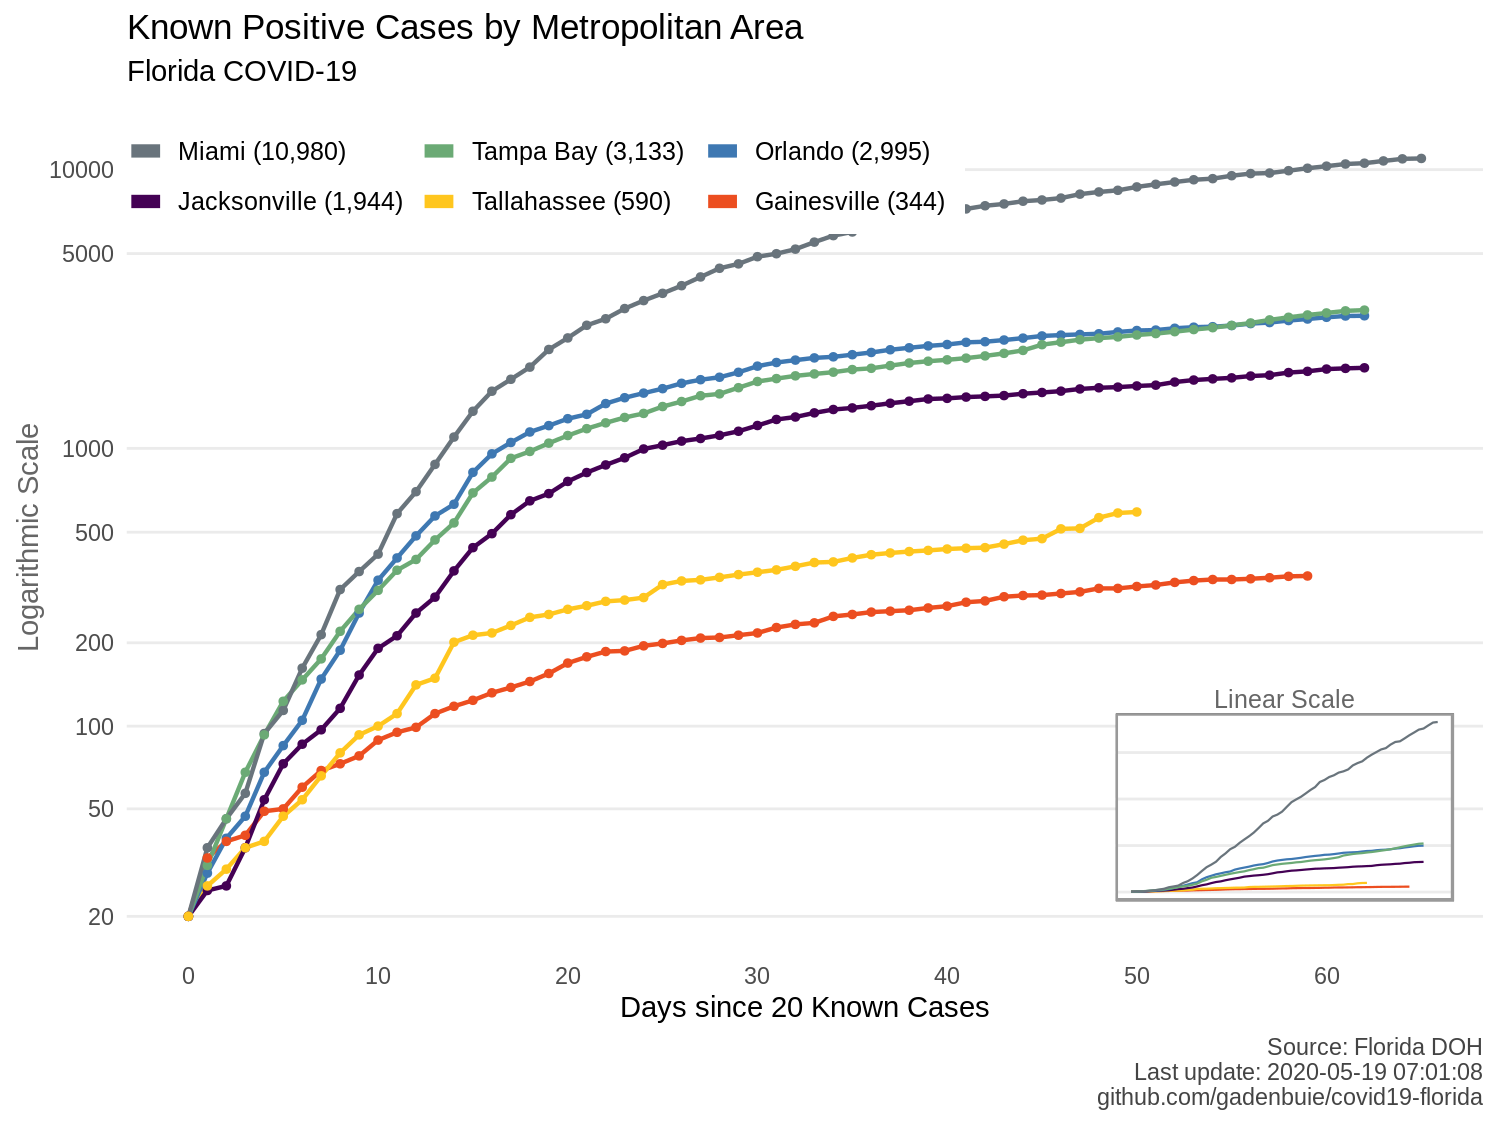 Known Positive Cases by Metropolitan Area
Florida COVID-19
Miami (10,980) Tampa Bay (3,133) Orlando (2,995)
Jacksonville (1,944) Tallahassee (590) Gainesville (344)
10000
5000
1000
500
200
100
50
20
Logarithmic Scale
Linear Scale
0 10 20 30 40 50 60
Days since 20 Known Cases
Source: Florida DOH
Last update: 2020-05-19 07:01:08
github.com/gadenbuie/covid19-florida